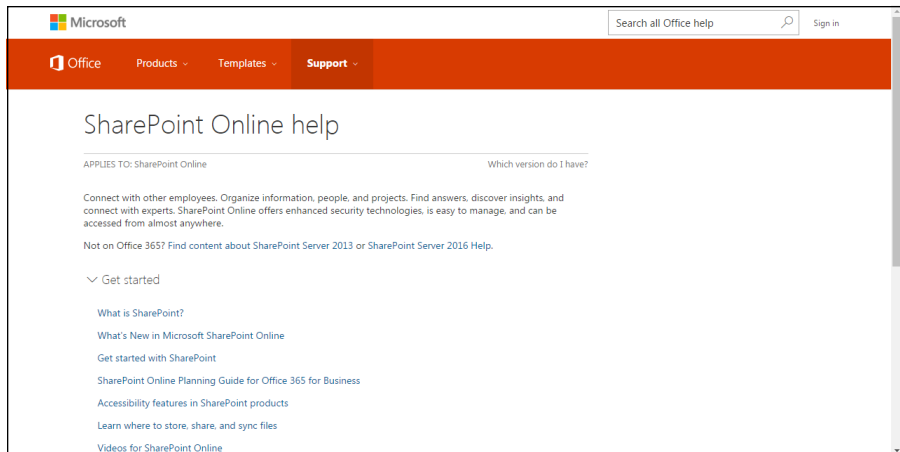 Microsoft
Search all Office help
Sign in
Office
Products
Templates
Support
SharePoint Online help
APPLIES TO: SharePoint Online
Which version do I have?
Connect with other employees. Organize information, people, and projects. Find answers, discover insights, and
connect with experts. SharePoint Online offers enhanced security technologies, is easy to manage, and can be
accessed from almost anywhere.
Not on Office 365? Find content about SharePoint Server 2013 or SharePoint Server 2016 Help.
Get started
What is SharePoint?
What's New in Microsoft SharePoint Online
Get started with SharePoint
SharePoint Online Planning Guide for Office 365 for Business
Accessibility features in SharePoint products
Learn where to store, share, and sync files
Videos for SharePoint Online